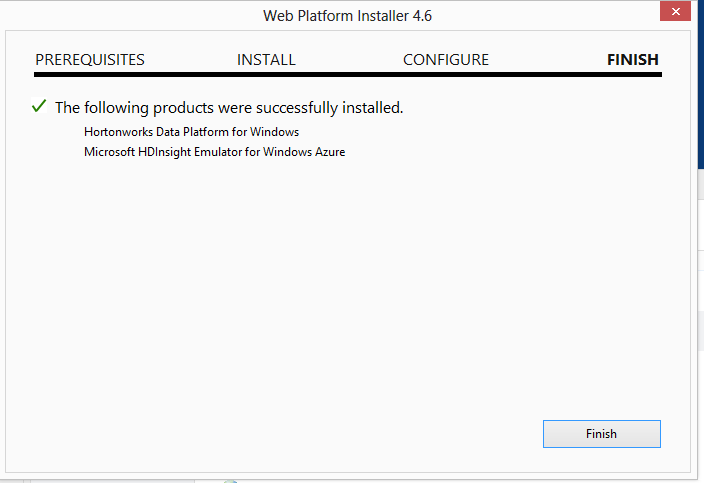 Web Platform Installer 4.6
PREREQUISITES INSTALL CONFIGURE FINISH
The following products were successfully installed.
Hortonworks Data Platform for Windows
Microsoft HDInsight Emulator for Windows Azure
Finish